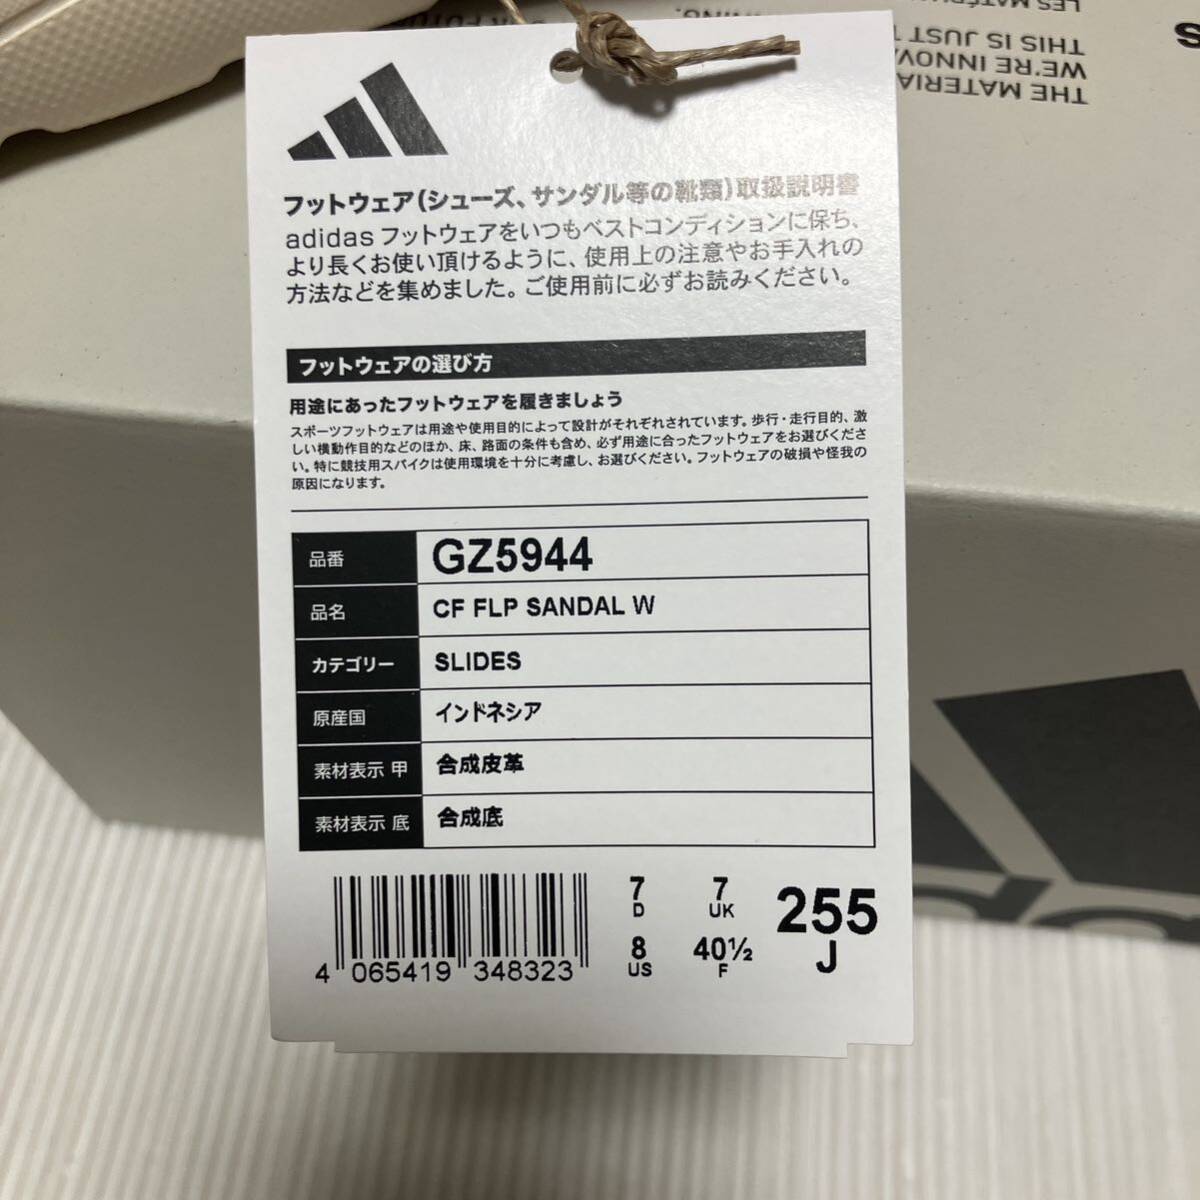 フットウェア(シューズ、サンダル等の靴類)取扱説明書
adidas フットウェアをいつもベストコンディションに保ち、
より長くお使い頂けるように、使用上の注意やお手入れの
方法などを集めました。ご使用前に必ずお読みください。
フットウェアの選び方
用途にあったフットウェアを履きましょう
スポーツフットウェアは用途や使用目的によって設計がそれぞれされています。歩行・走行目的、激
しい横動作目的などのほか、床、路面の条件も含め、必ず用途に合ったフットウェアをお選びくださ
い。特に競技用スパイクは使用環境を十分に考慮し、お選びください。フットウェアの破損や怪我の
原因になります。
品番 GZ5944
品名 CF FLP SANDAL W
カテゴリー SLIDES
原産国 インドネシア
素材表示 甲 合成皮革
素材表示 底 合成底
4 065419 348323
7 D
7 UK
8 US
40½ F
255 J
THE MATERIA
WE'RE INNOV
THIS IS JUST